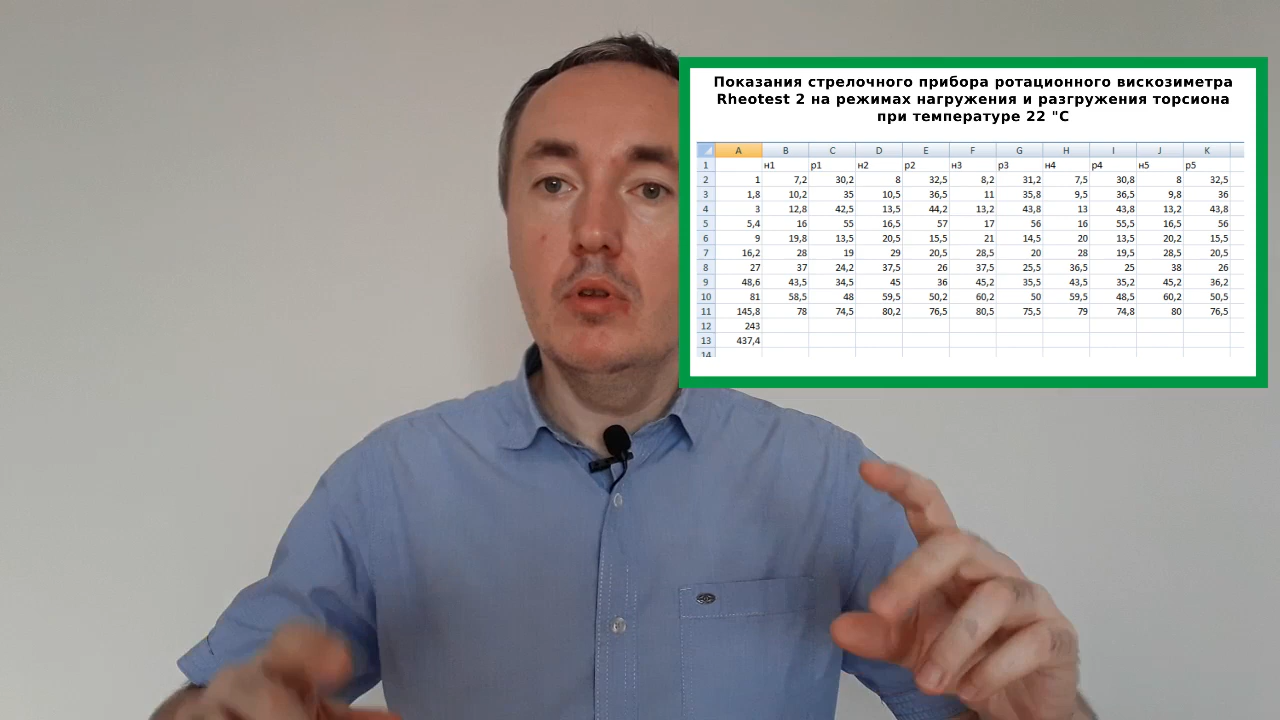 Показания стрелочного прибора ротационного вискозиметра
Rheotest 2 на режимах нагружения и разгружения торсиона
при температуре 22 "С
A B C D E F G H I J K
1 н1 р1 н2 р2 н3 р3 н4 р4 н5 р5
2 1 7,2 30,2 8 32,5 8,2 31,2 7,5 30,8 8 32,5
3 1,8 10,2 35 10,5 36,5 11 35,8 9,5 36,5 9,8 36
4 3 12,8 42,5 13,5 44,2 13,2 43,8 13 43,8 13,2 43,8
5 5,4 16 55 16,5 57 17 56 16 55,5 16,5 56
6 9 19,8 13,5 20,5 15,5 21 14,5 20 13,5 20,2 15,5
7 16,2 28 19 29 20,5 28,5 20 28 19,5 28,5 20,5
8 27 37 24,2 37,5 26 37,5 25,5 36,5 25 38 26
9 48,6 43,5 34,5 45 36 45,2 35,5 43,5 35,2 45,2 36,2
10 81 58,5 48 59,5 50,2 60,2 50 59,5 48,5 60,2 50,5
11 145,8 78 74,5 80,2 76,5 80,5 75,5 79 74,8 80 76,5
12 243
13 437,4
14